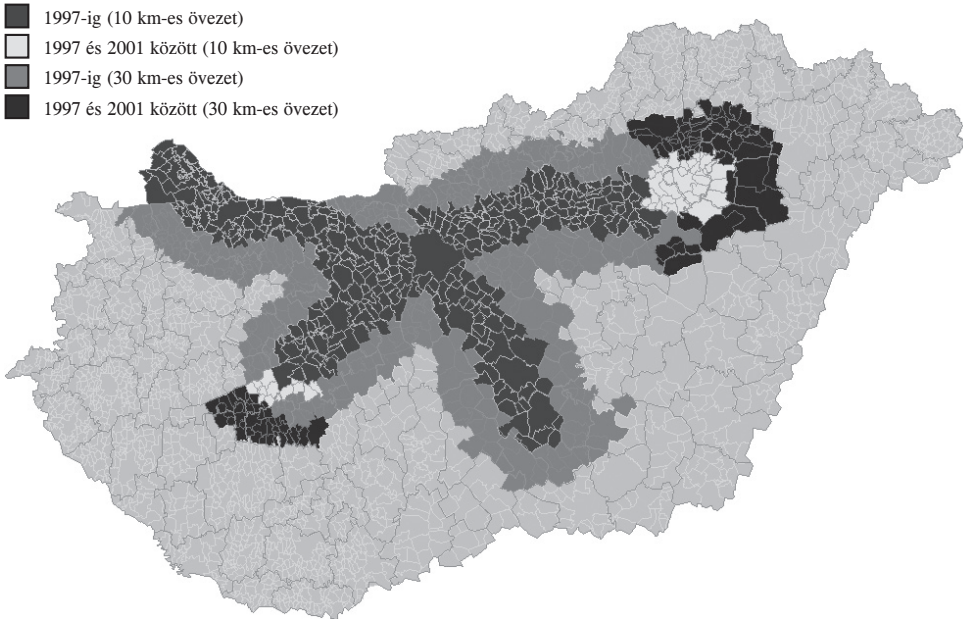 1997-ig (10 km-es övezet)
1997 és 2001 között (10 km-es övezet)
1997-ig (30 km-es övezet)
1997 és 2001 között (30 km-es övezet)